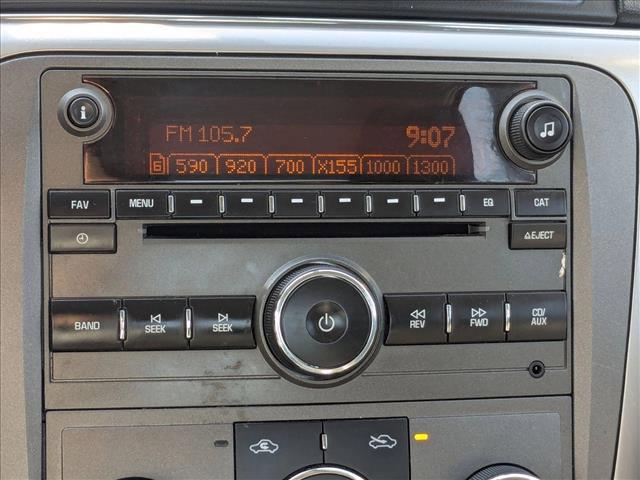 i
FM 105.7 9:07
6 590 920 700 X155 1000 1300
FAV MENU EQ CAT
EJECT
BAND SEEK SEEK REV FWD CD/
AUX